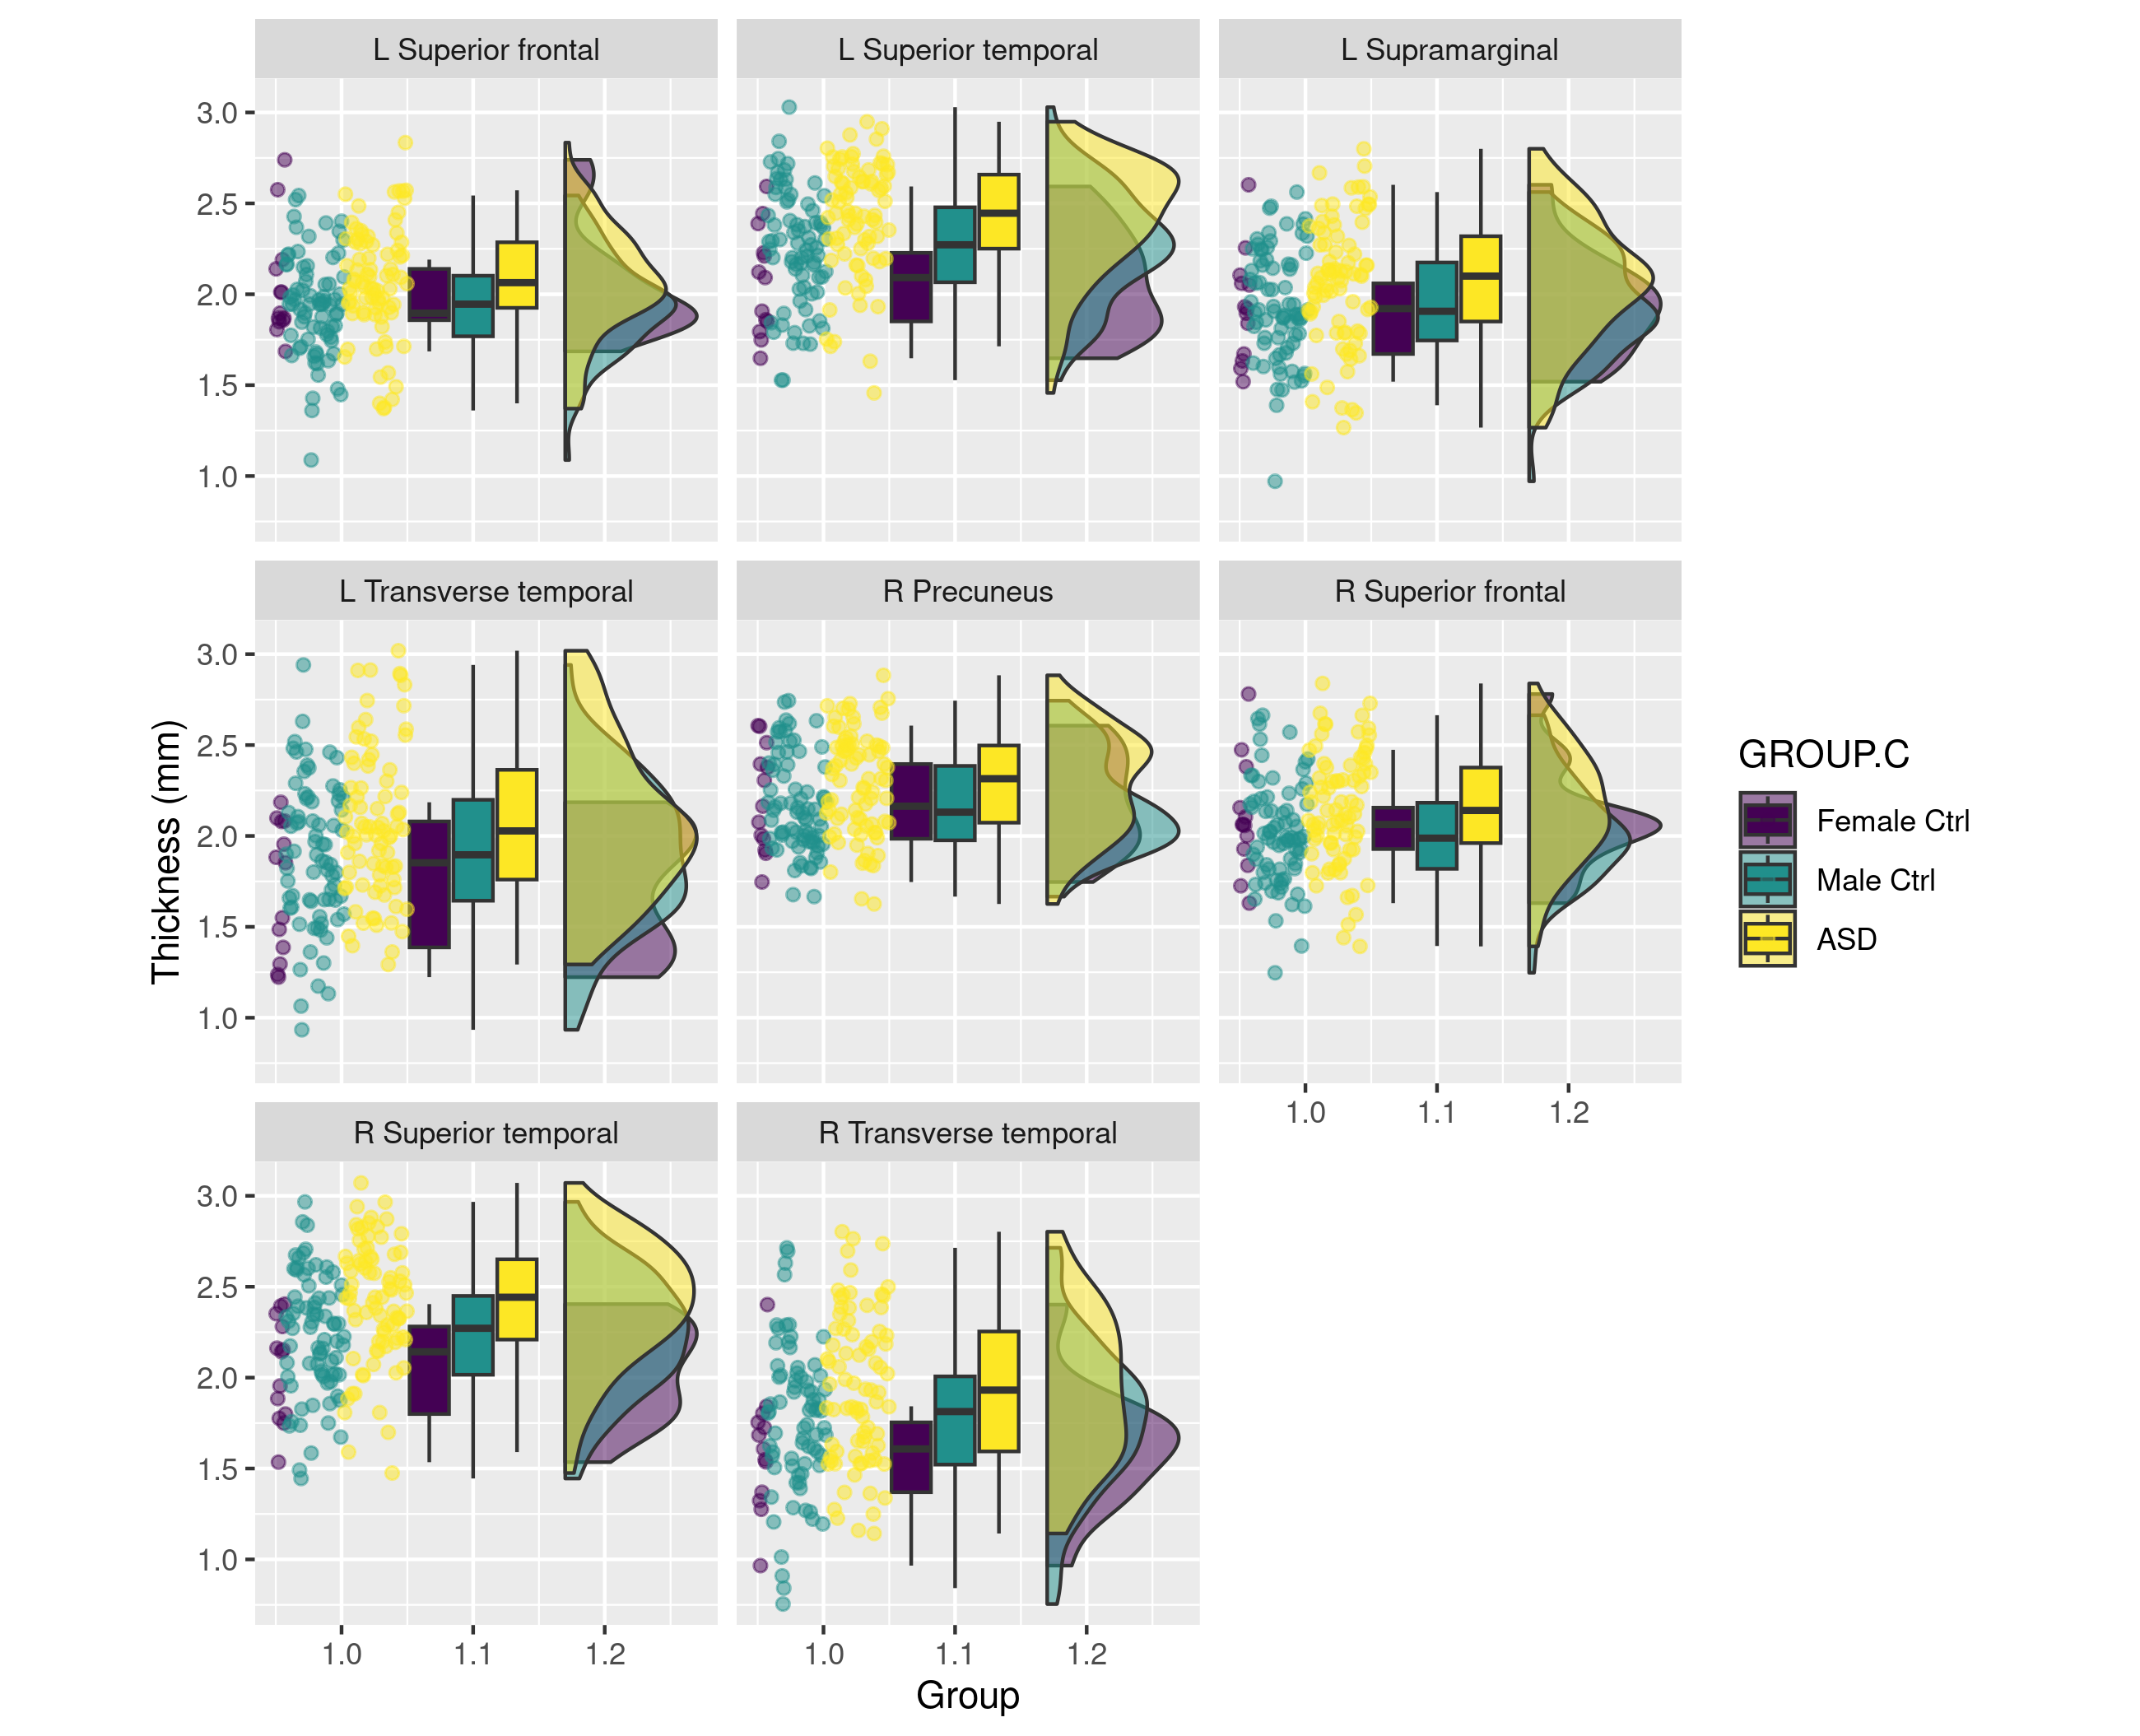 L Superior frontal
L Superior temporal
L Supramarginal
3.0
2.5
2.0
1.5
1.0
L Transverse temporal
R Precuneus
R Superior frontal
3.0
2.5
2.0
1.5
1.0
1.0 1.1 1.2
R Superior temporal
R Transverse temporal
3.0
2.5
2.0
1.5
1.0
1.0 1.1 1.2
1.0 1.1 1.2
Group
Thickness (mm)
GROUP.C
Female Ctrl
Male Ctrl
ASD